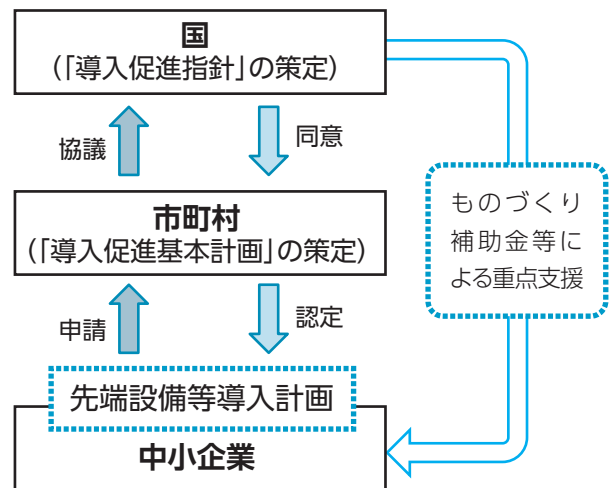 国
(「導入促進指針」の策定)
協議
同意
市町村
(「導入促進基本計画」の策定)
申請
認定
先端設備等導入計画
中小企業
ものづくり
補助金等に
よる重点支援